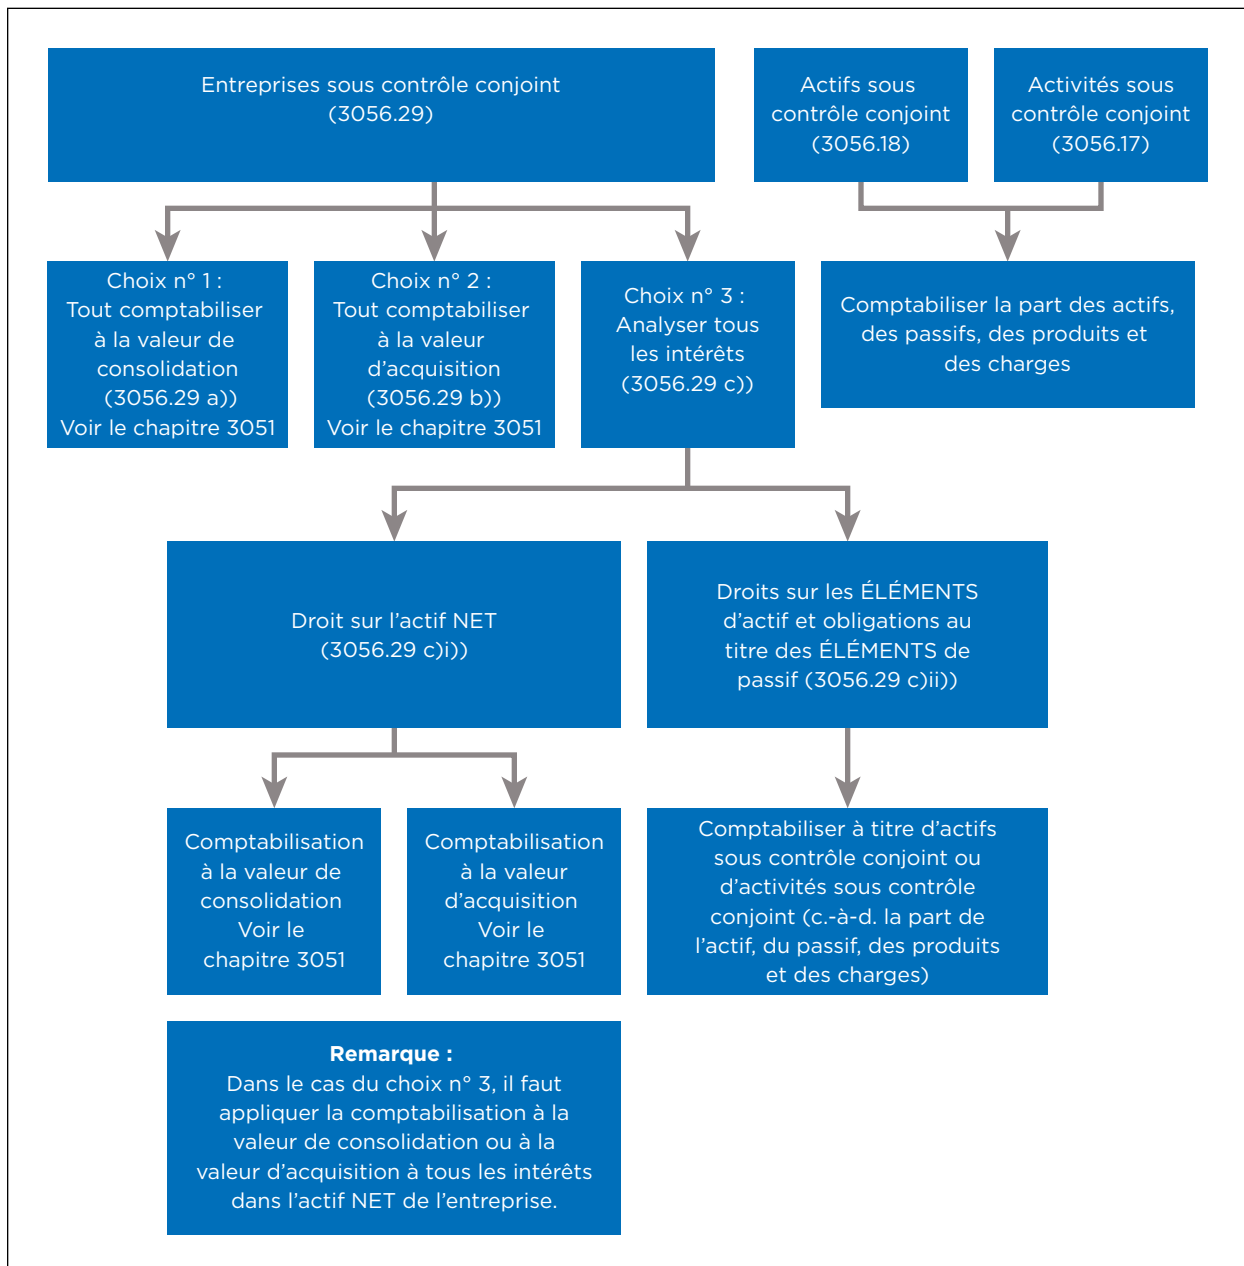 Entreprises sous contrôle conjoint
(3056.29)
Actifs sous
contrôle conjoint
(3056.18)
Activités sous
contrôle conjoint
(3056.17)
Choix n° 1 :
Tout comptabiliser
à la valeur de
consolidation
(3056.29 a))
Voir le chapitre 3051
Choix n° 2 :
Tout comptabiliser
à la valeur
d’acquisition
(3056.29 b))
Voir le chapitre 3051
Choix n° 3 :
Analyser tous
les intérêts
(3056.29 c))
Comptabiliser la part des actifs,
des passifs, des produits et
des charges
Droit sur l’actif NET
(3056.29 c)i))
Droits sur les ÉLÉMENTS
d’actif et obligations au
titre des ÉLÉMENTS de
passif (3056.29 c)ii))
Comptabilisation
à la valeur de
consolidation
Voir le
chapitre 3051
Comptabilisation
à la valeur
d’acquisition
Voir le
chapitre 3051
Comptabiliser à titre d’actifs
sous contrôle conjoint ou
d’activités sous contrôle
conjoint (c.-à-d. la part de
l’actif, du passif, des produits
et des charges)
Remarque :
Dans le cas du choix n° 3, il faut
appliquer la comptabilisation à la
valeur de consolidation ou à la
valeur d’acquisition à tous les intérêts
dans l’actif NET de l’entreprise.